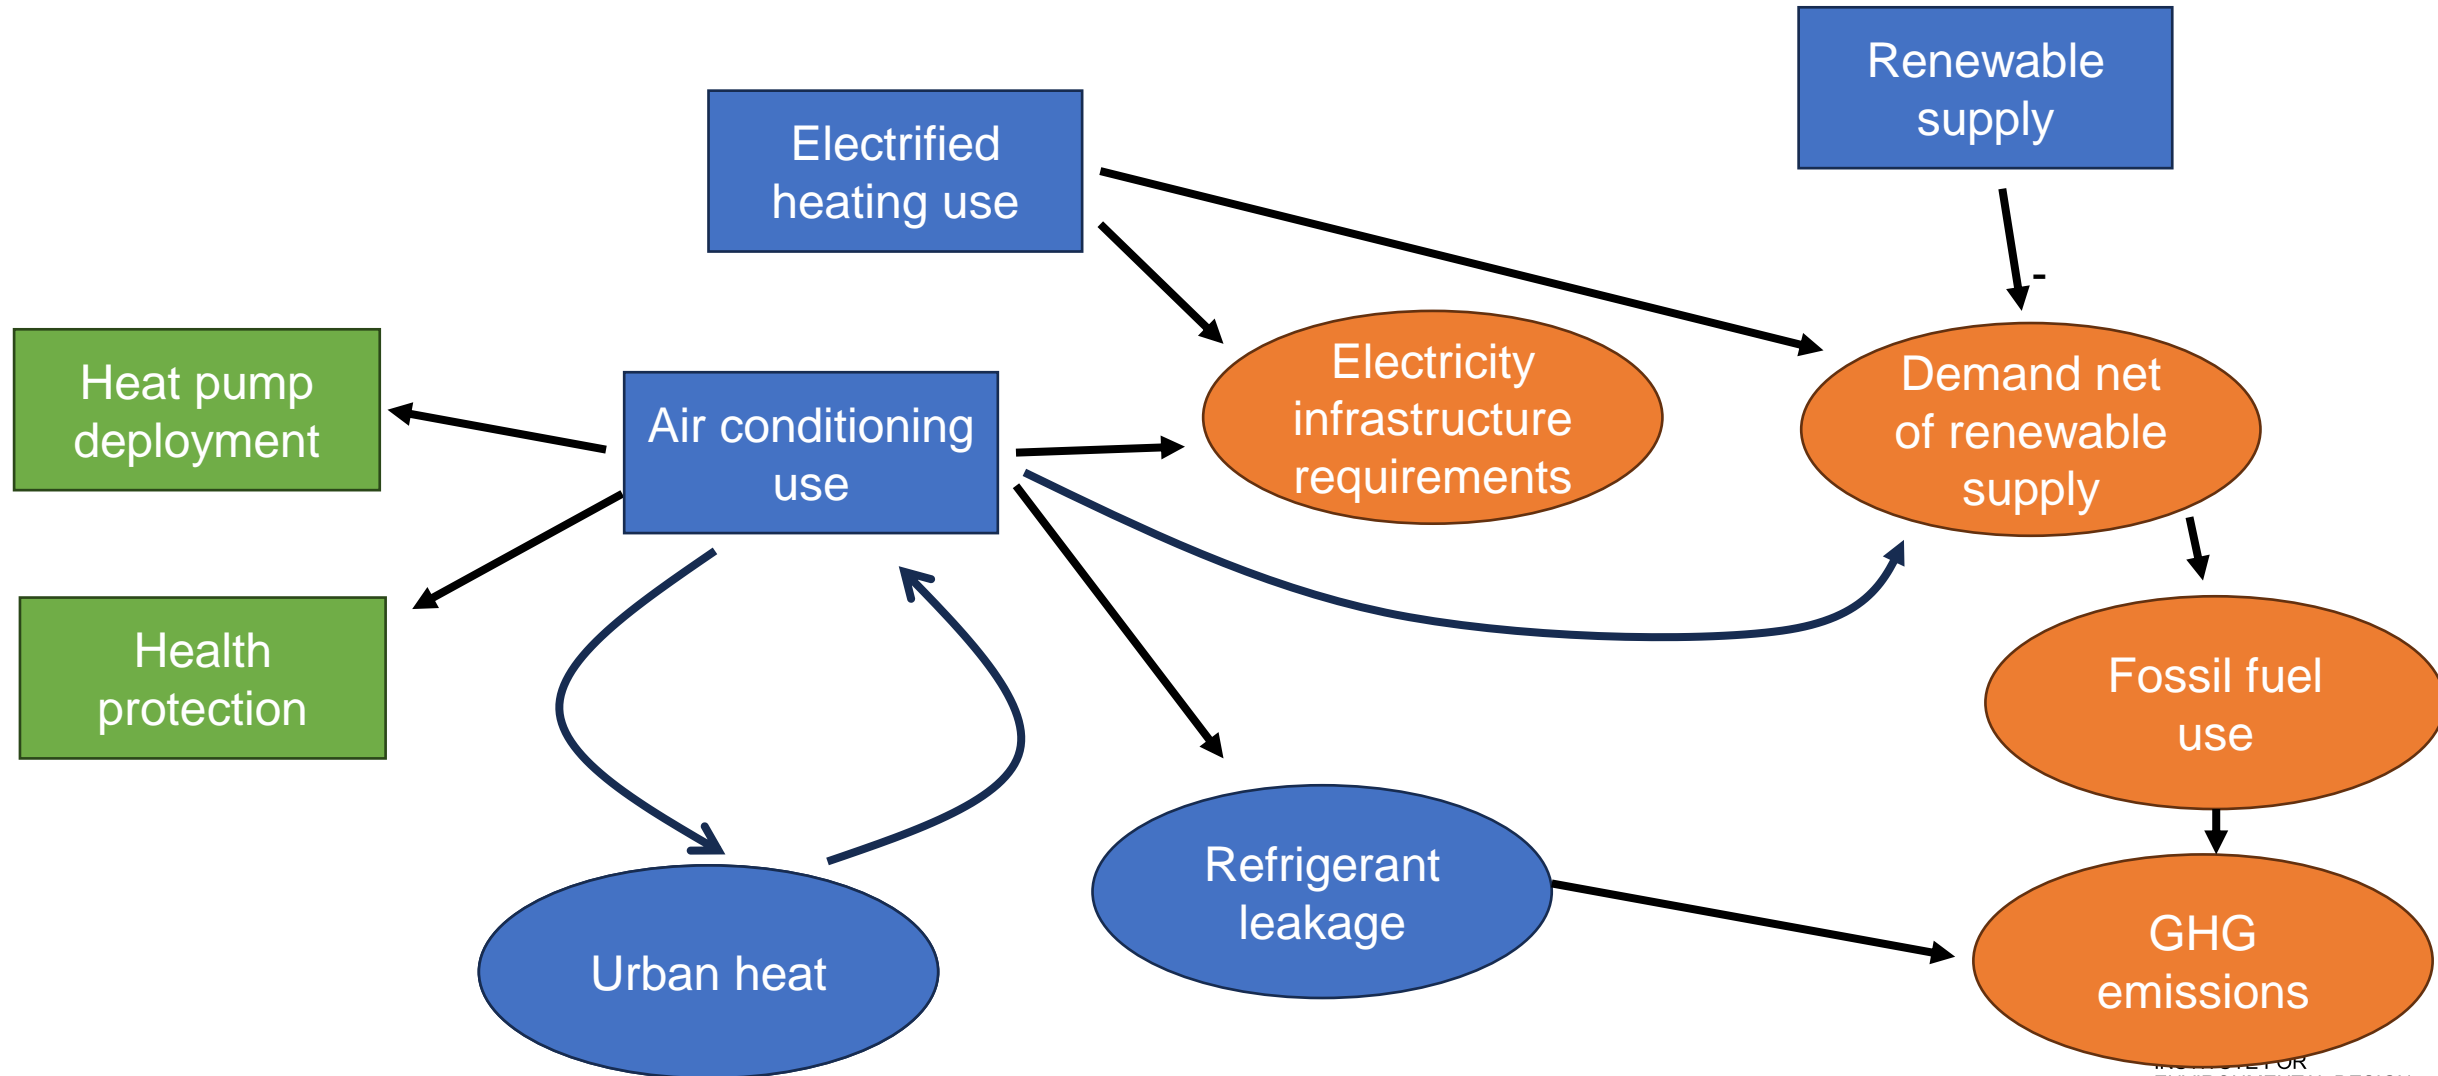 Renewable
supply
Electrified
heating use
-
Heat pump
deployment
Air conditioning
use
Electricity
infrastructure
requirements
Demand net
of renewable
supply
Health
protection
Fossil fuel
use
Refrigerant
leakage
Urban heat
GHG
emissions
FOR